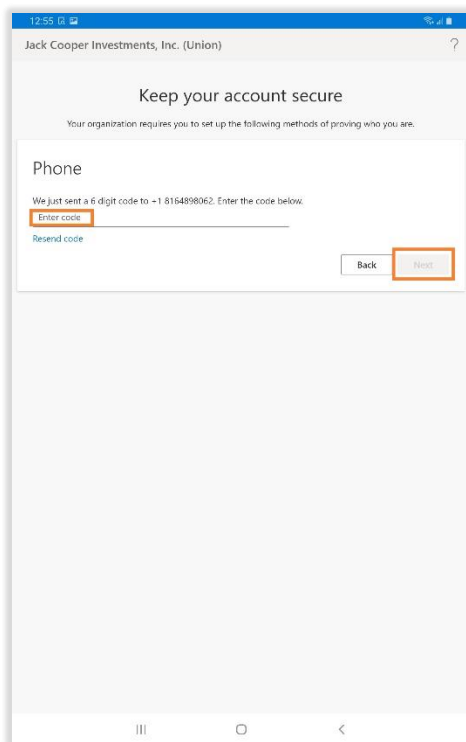 12:55
Jack Cooper Investments, Inc. (Union)
?
Keep your account secure
Your organization requires you to set up the following methods of proving who you are.
Phone
We just sent a 6 digit code to +1 8164898062. Enter the code below.
Enter code
Resend code
Back
Next